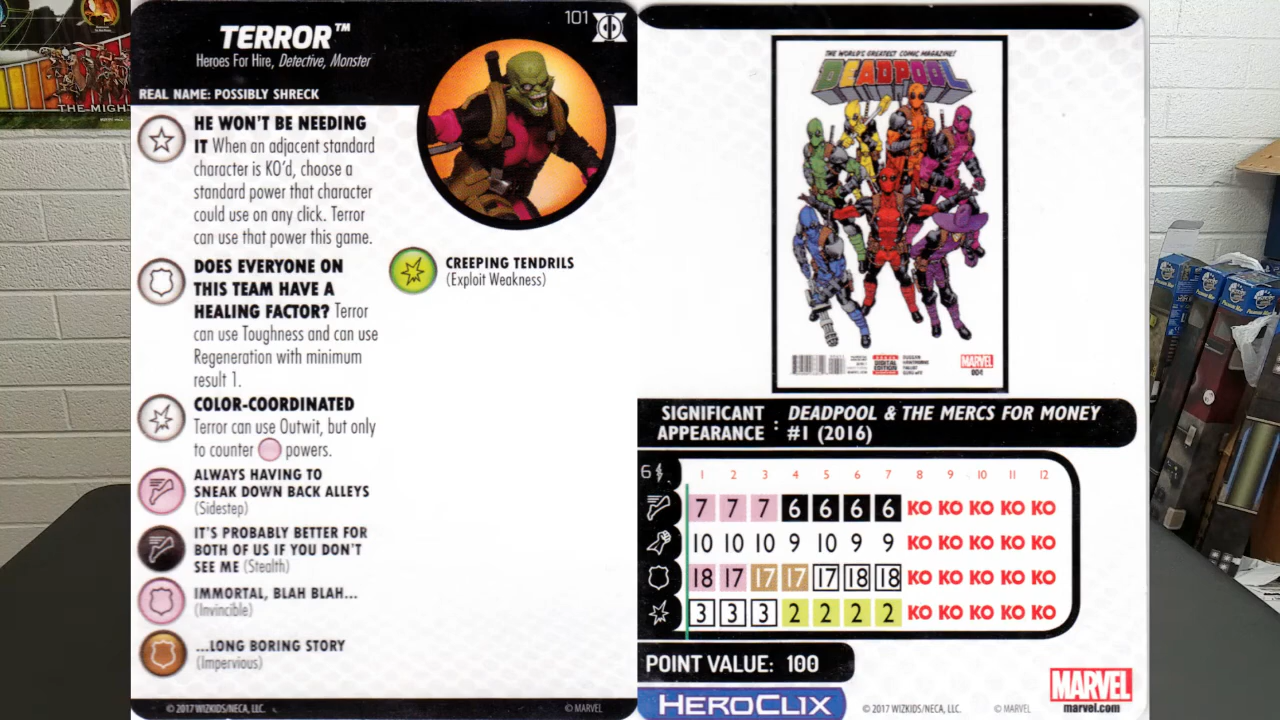 THE MIGH
101
TERROR™
Heroes For Hire, Detective, Monster
REAL NAME: POSSIBLY SHRECK
HE WON'T BE NEEDING
IT When an adjacent standard
character is KO'd, choose a
standard power that character
could use on any click. Terror
can use that power this game.
DOES EVERYONE ON
THIS TEAM HAVE A
HEALING FACTOR? Terror
can use Toughness and can use
Regeneration with minimum
result 1.
COLOR-COORDINATED
Terror can use Outwit, but only
to counter powers.
ALWAYS HAVING TO
SNEAK DOWN BACK ALLEYS
(Sidestep)
IT'S PROBABLY BETTER FOR
BOTH OF US IF YOU DON'T
SEE ME (Stealth)
IMMORTAL, BLAH BLAH...
(Invincible)
...LONG BORING STORY
(Impervious)
CREEPING TENDRILS
(Exploit Weakness)
© 2017 WIZKIDS/NECA, LLC.
© MARVEL
THE WORLD'S GREATEST COMIC MAGAZINE!
DEADPOOL
DIGITAL
EDITION
MARVEL
004
SIGNIFICANT APPEARANCE : DEADPOOL & THE MERCS FOR MONEY
#1 (2016)
6 1 2 3 4 5 6 7 8 9 10 11 12
7 7 7 6 6 6 6 KO KO KO KO KO
10 10 10 9 10 9 9 KO KO KO KO KO
18 17 17 17 17 18 18 KO KO KO KO KO
3 3 3 2 2 2 2 KO KO KO KO KO
POINT VALUE: 100
HEROCLIX
© 2017 WIZKIDS/NECA, LLC.
© MARVEL
MARVEL
marvel.com